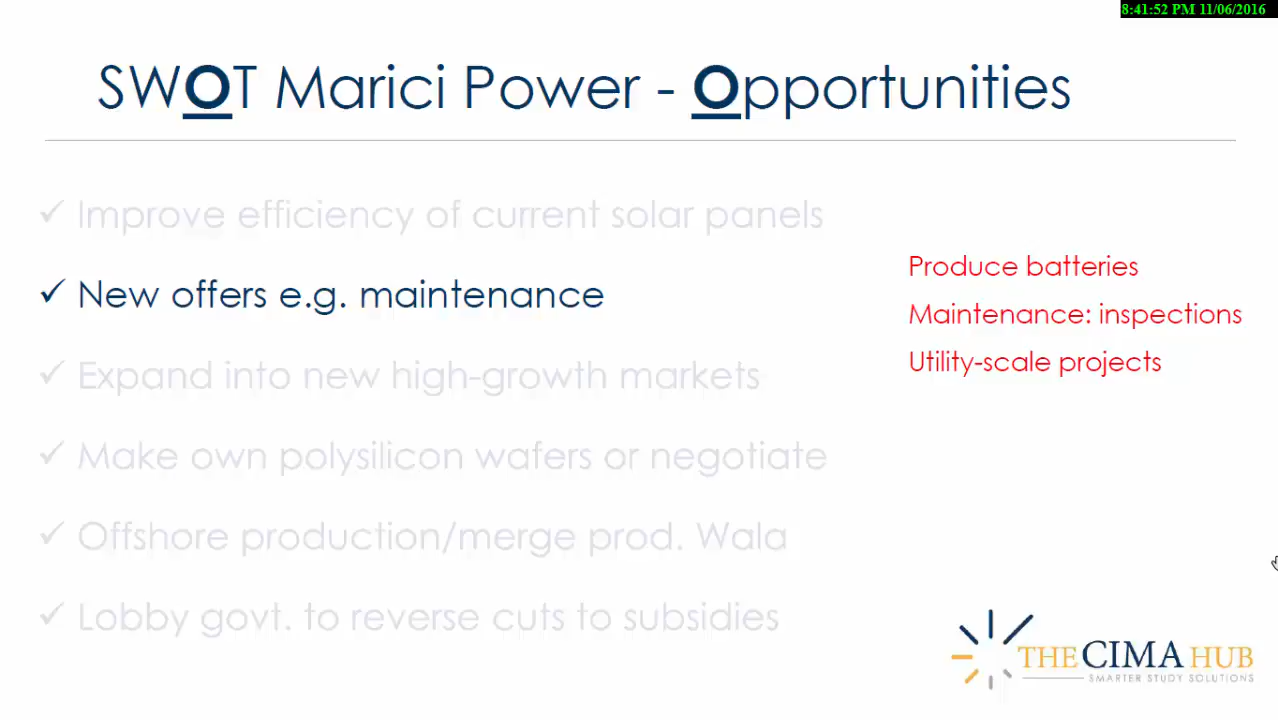 8:41:52 PM 11/06/2016
SWOT Marici Power - Opportunities
✓ Improve efficiency of current solar panels
✓ New offers e.g. maintenance
✓ Expand into new high-growth markets
✓ Make own polysilicon wafers or negotiate
✓ Offshore production/merge prod. Wala
✓ Lobby govt. to reverse cuts to subsidies
Produce batteries
Maintenance: inspections
Utility-scale projects
THE CIMA HUB
SMARTER STUDY SOLUTIONS